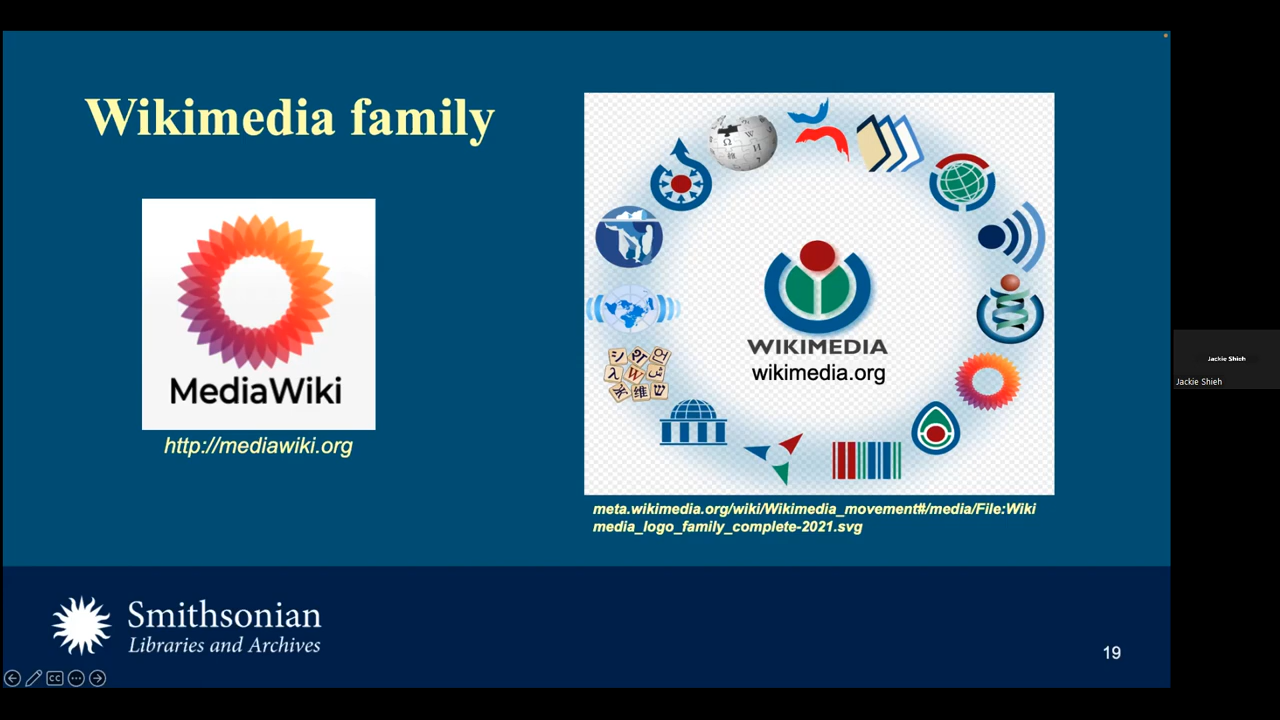 Wikimedia family
MediaWiki
http://mediawiki.org
WIKIMEDIA
wikimedia.org
meta.wikimedia.org/wiki/Wikimedia_movement#/media/File:Wiki
media_logo_family_complete-2021.svg
Smithsonian
Libraries and Archives
19
CC
Jackie Shieh
Jackie Shieh